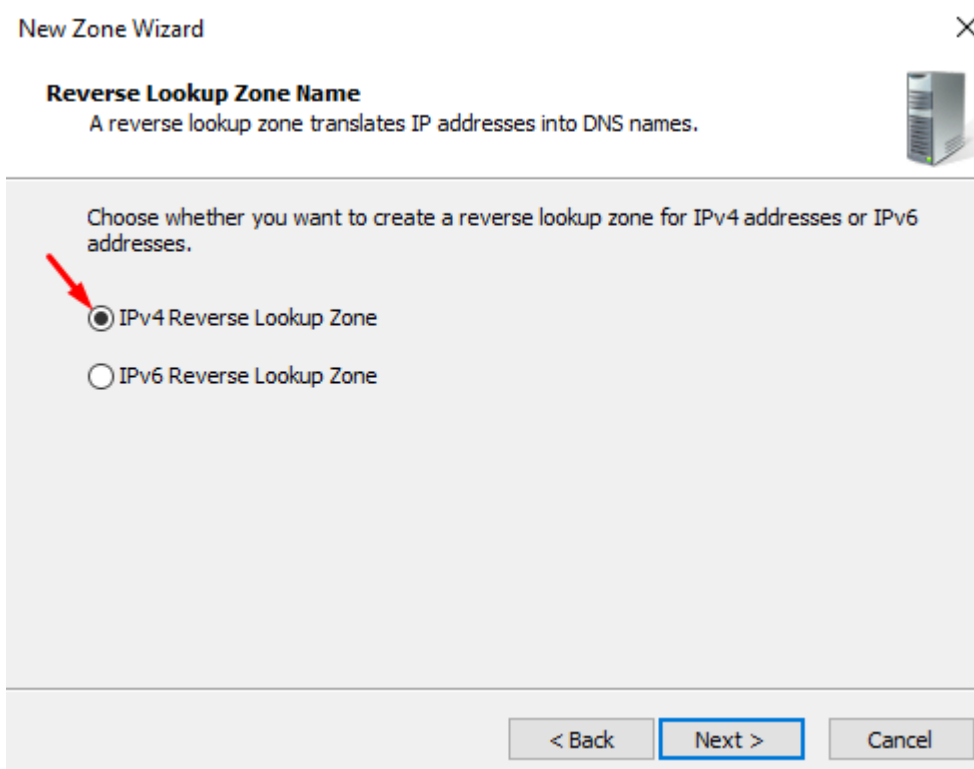 New Zone Wizard
Reverse Lookup Zone Name
A reverse lookup zone translates IP addresses into DNS names.
Choose whether you want to create a reverse lookup zone for IPv4 addresses or IPv6
addresses.
IPv4 Reverse Lookup Zone
IPv6 Reverse Lookup Zone
< Back
Next >
Cancel